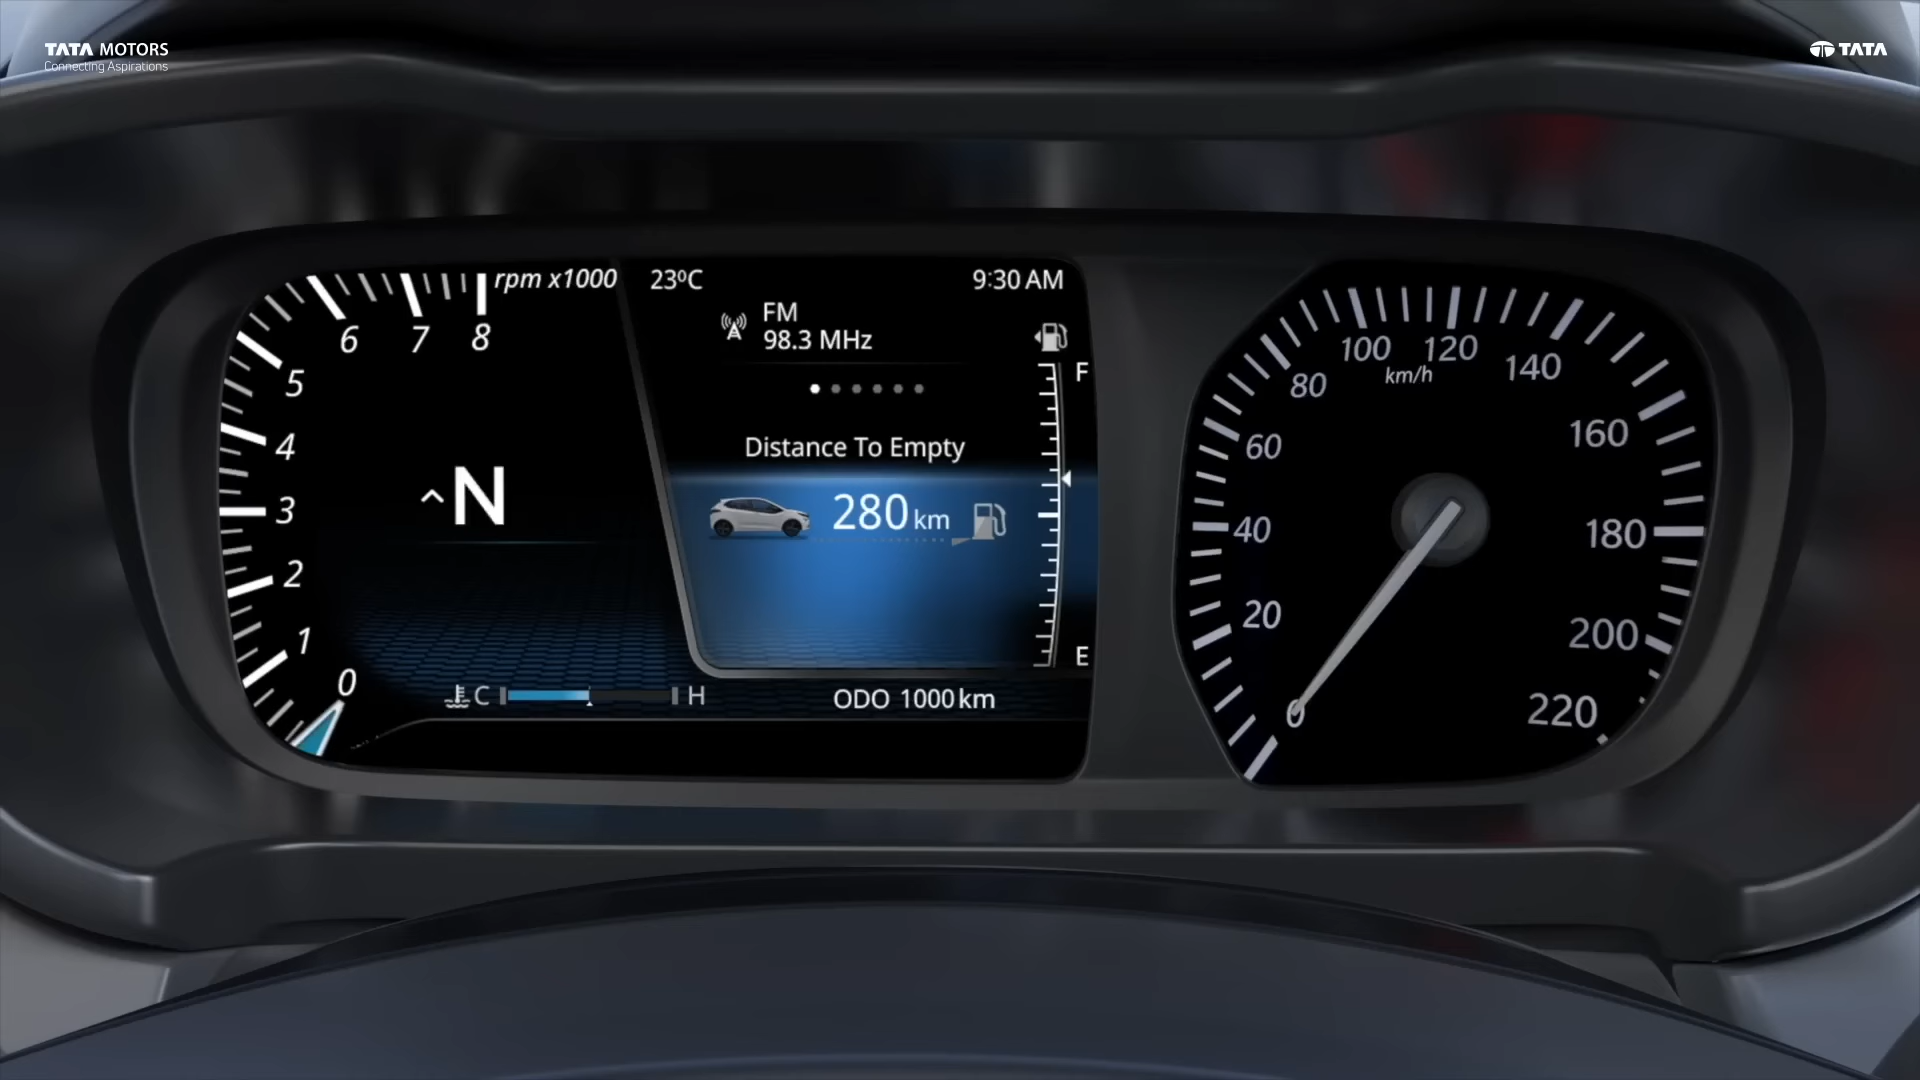 TATA MOTORS
Connecting Aspirations
TATA
rpm x1000
23ºC
9:30 AM
FM
98.3 MHz
6 7 8
5
4
3
2
1
0
^N
Distance To Empty
280 km
F
E
C H
ODO 1000 km
100 120
80 140
km/h
60 160
40 180
20 200
0 220